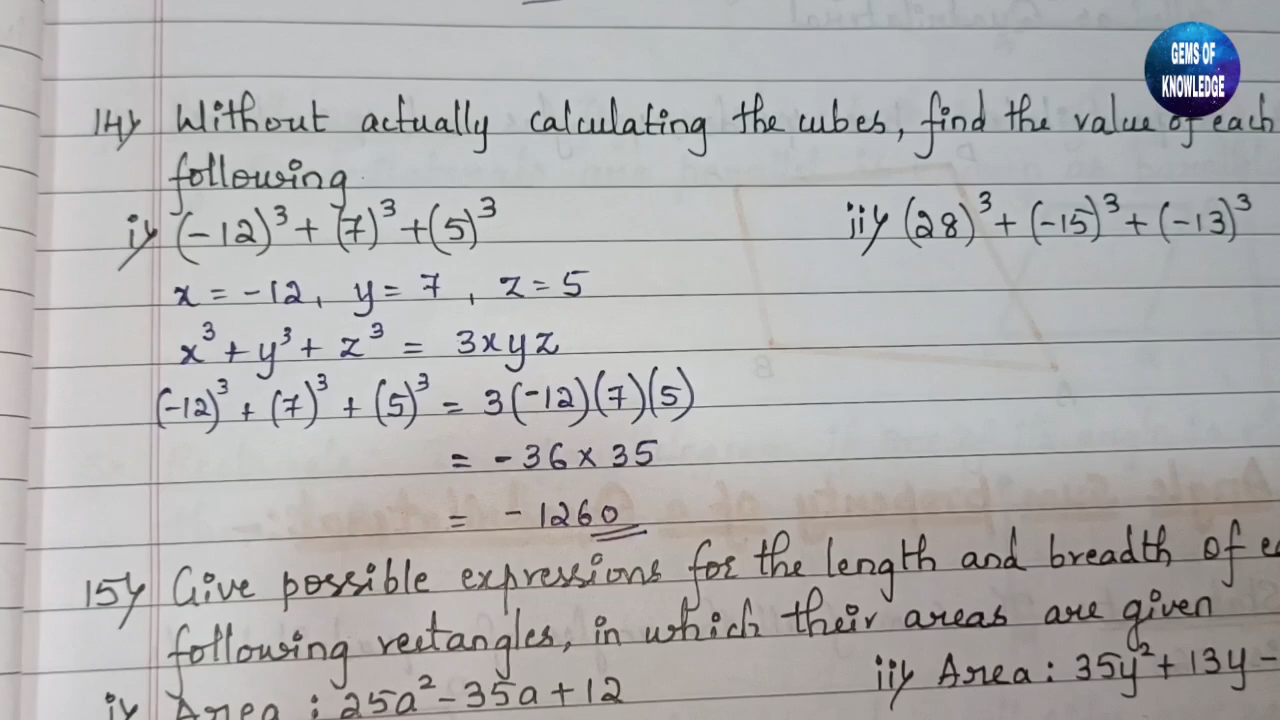 GEMS OF
KNOWLEDGE
14) Without actually calculating the cubes, find the value of each
following
i) (-12)³ + (7)³ + (5)³
ii) (28)³ + (-15)³ + (-13)³
x = -12, y = 7, z = 5
x³ + y³ + z³ = 3xyz
(-12)³ + (7)³ + (5)³ = 3(-12)(7)(5)
= -36 × 35
= -1260
15) Give possible expressions for the length and breadth of e
following rectangles, in which their areas are given
i) Area : 25a² - 35a + 12
ii) Area : 35y² + 13y -